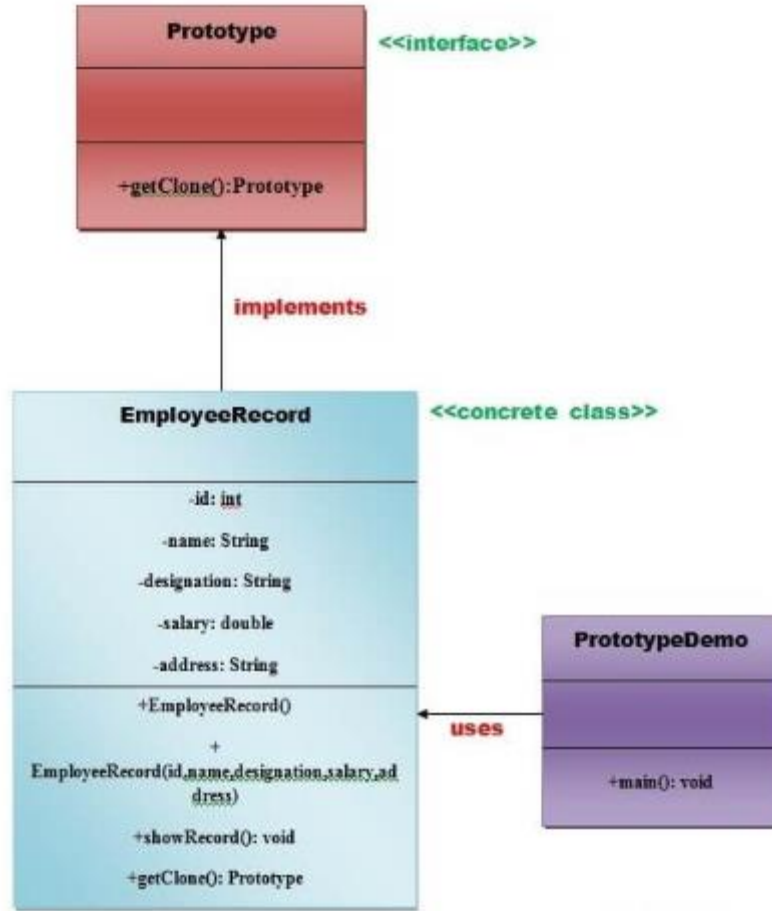 Prototype
<<interface>>
+getClone():Prototype
implements
EmployeeRecord
<<concrete class>>
-id: int
-name: String
-designation: String
-salary: double
-address: String
+EmployeeRecord()
+
EmployeeRecord(id,name,designation,salary,ad
dress)
+showRecord(): void
+getClone(): Prototype
uses
PrototypeDemo
+main(): void